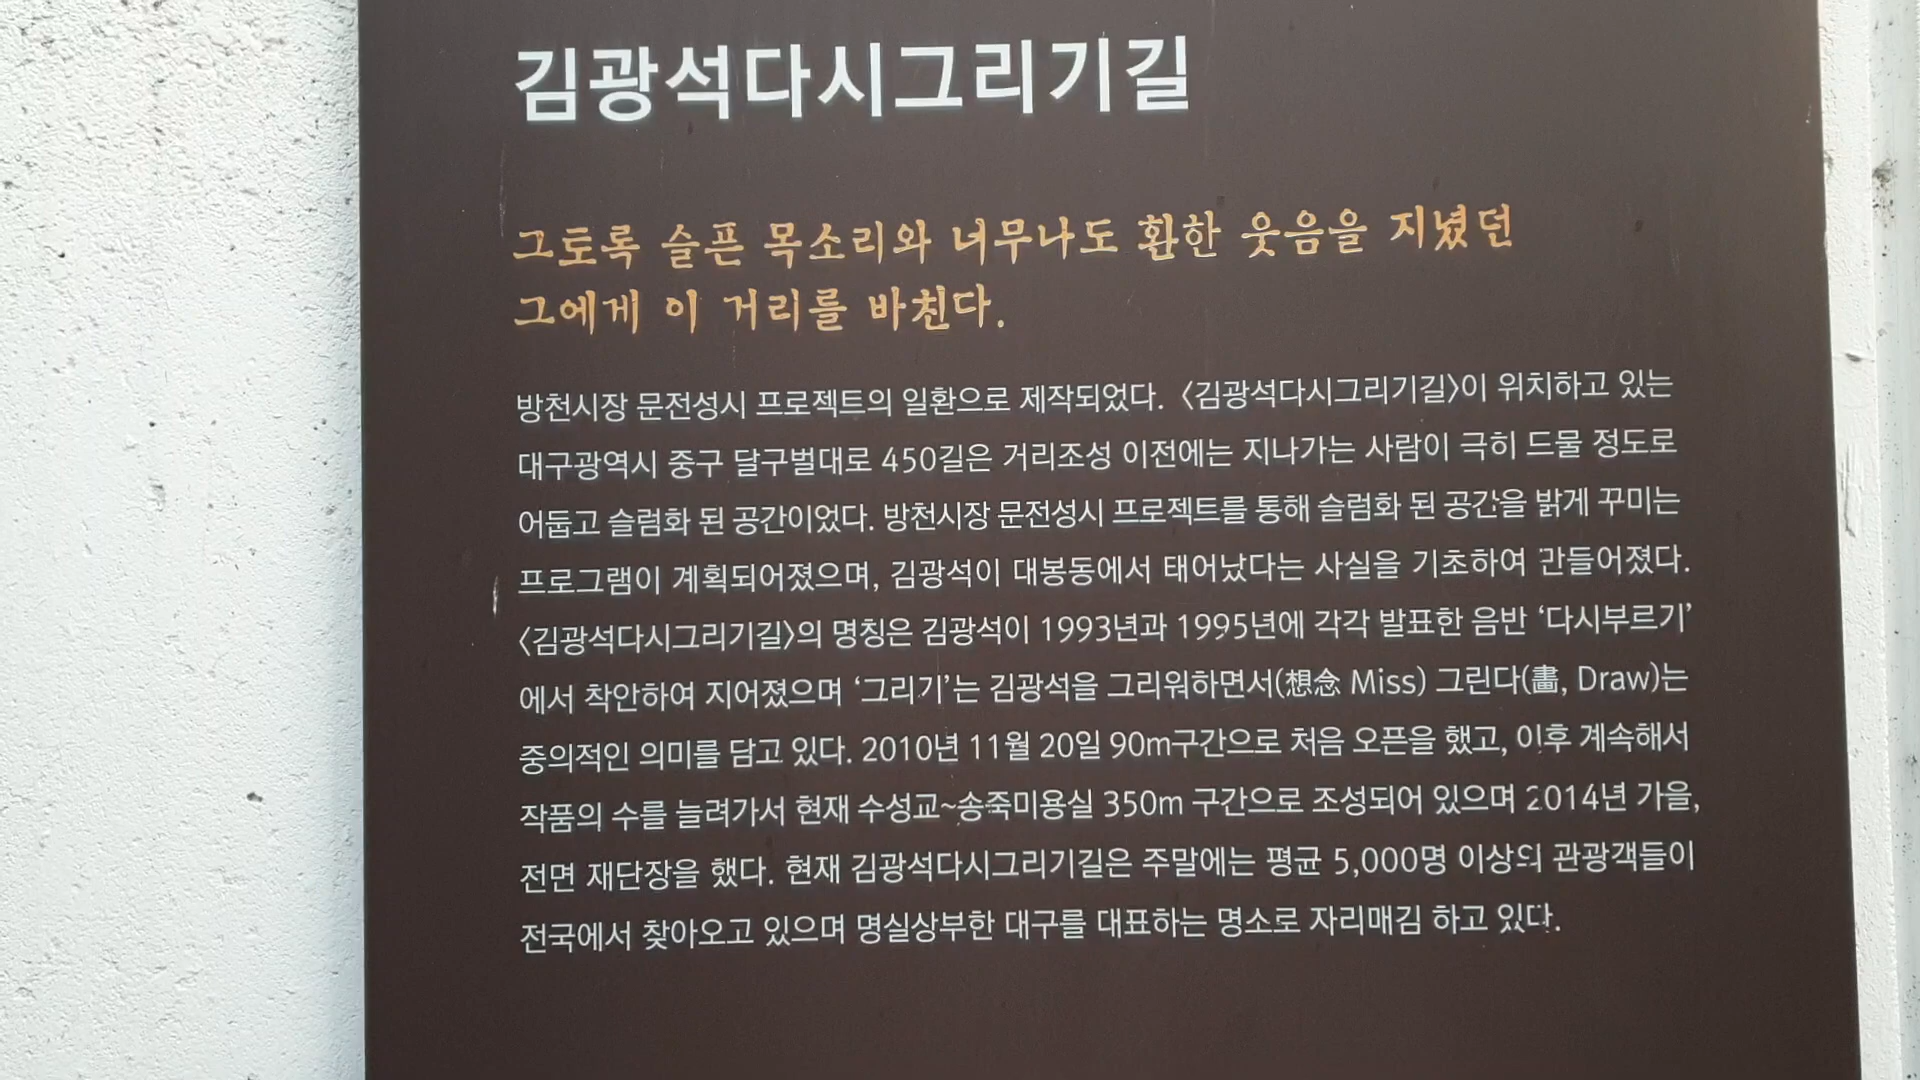 김광석다시그리기길
그토록 슬픈 목소리와 너무나도 환한 웃음을 지녔던
그에게 이 거리를 바친다.
방천시장 문전성시 프로젝트의 일환으로 제작되었다. 〈김광석다시그리기길〉이 위치하고 있는
대구광역시 중구 달구벌대로 450길은 거리조성 이전에는 지나가는 사람이 극히 드물 정도로
어둡고 슬럼화 된 공간이었다. 방천시장 문전성시 프로젝트를 통해 슬럼화 된 공간을 밝게 꾸미는
프로그램이 계획되어졌으며, 김광석이 대봉동에서 태어났다는 사실을 기초하여 만들어졌다.
〈김광석다시그리기길〉의 명칭은 김광석이 1993년과 1995년에 각각 발표한 음반 ‘다시부르기’
에서 착안하여 지어졌으며 ‘그리기’는 김광석을 그리워하면서(想念 Miss) 그린다(畵, Draw)는
중의적인 의미를 담고 있다. 2010년 11월 20일 90m구간으로 처음 오픈을 했고, 이후 계속해서
작품의 수를 늘려가서 현재 수성교~송죽미용실 350m 구간으로 조성되어 있으며 2014년 가을,
전면 재단장을 했다. 현재 김광석다시그리기길은 주말에는 평균 5,000명 이상의 관광객들이
전국에서 찾아오고 있으며 명실상부한 대구를 대표하는 명소로 자리매김 하고 있다.